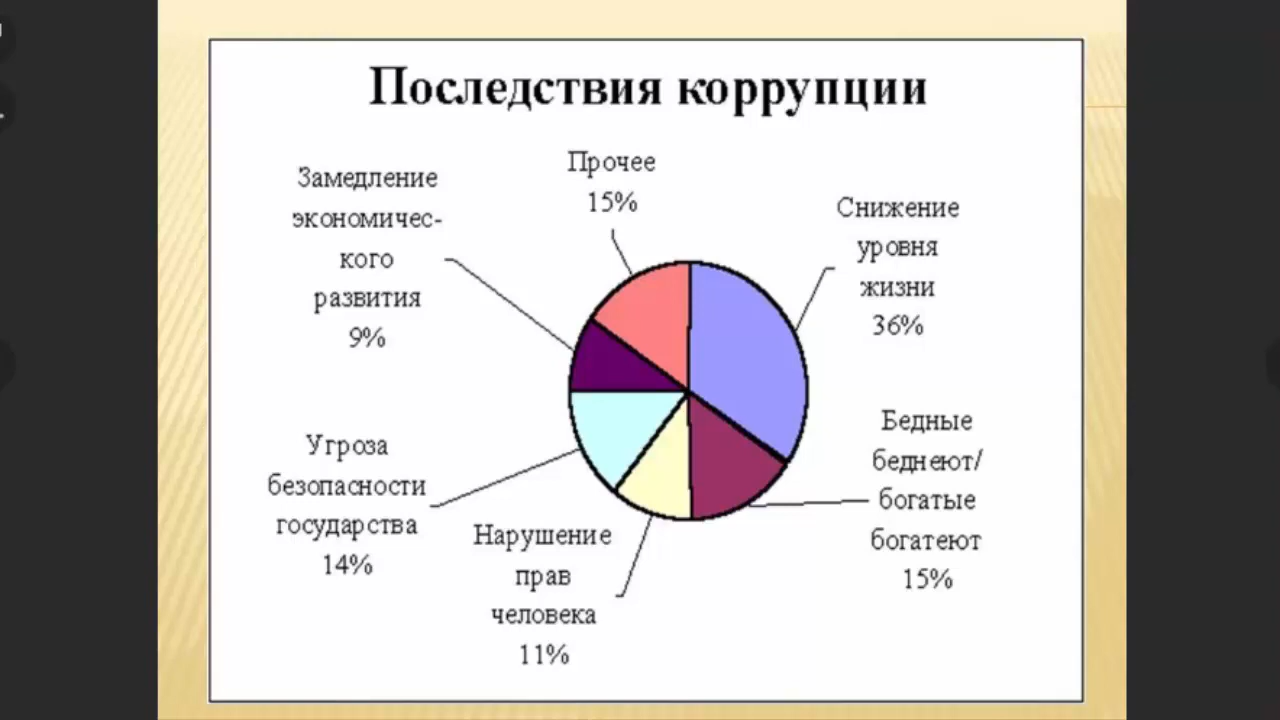 Последствия коррупции
Прочее
15%
Замедление
экономичес-
кого
развития
9%
Снижение
уровня
жизни
36%
Бедные
беднеют/
богатые
богатеют
15%
Угроза
безопасности
государства
14%
Нарушение
прав
человека
11%